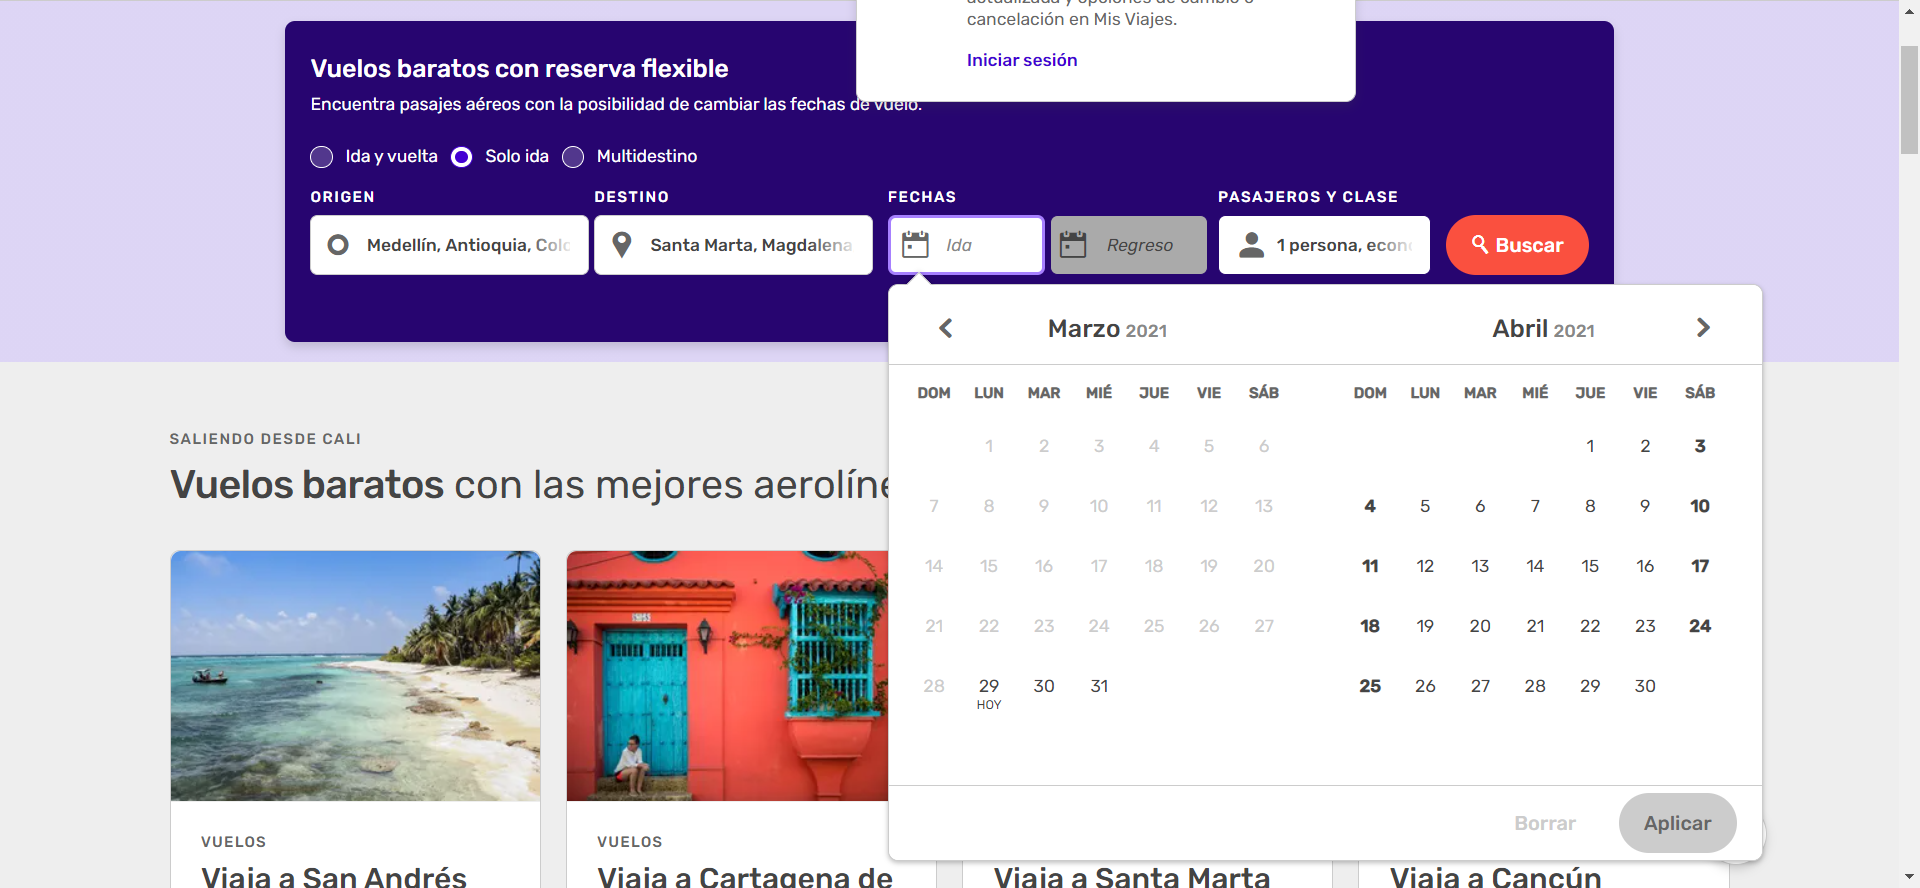 cancelación en Mis Viajes.
Iniciar sesión
Vuelos baratos con reserva flexible
Encuentra pasajes aéreos con la posibilidad de cambiar las fechas de vuelo.
Ida y vuelta Solo ida Multidestino
ORIGEN DESTINO FECHAS PASAJEROS Y CLASE
Medellín, Antioquia, Colo Santa Marta, Magdalena Ida Regreso 1 persona, econ Buscar
Marzo 2021 Abril 2021
DOM LUN MAR MIÉ JUE VIE SÁB DOM LUN MAR MIÉ JUE VIE SÁB
1 2 3 4 5 6 1 2 3
7 8 9 10 11 12 13 4 5 6 7 8 9 10
14 15 16 17 18 19 20 11 12 13 14 15 16 17
21 22 23 24 25 26 27 18 19 20 21 22 23 24
28 29 30 31 25 26 27 28 29 30
HOY
Borrar Aplicar
SALIENDO DESDE CALI
Vuelos baratos con las mejores aerolíne
VUELOS VUELOS
Viaja a San Andrés Viaja a Cartagena de Viaja a Santa Marta Viaja a Cancún